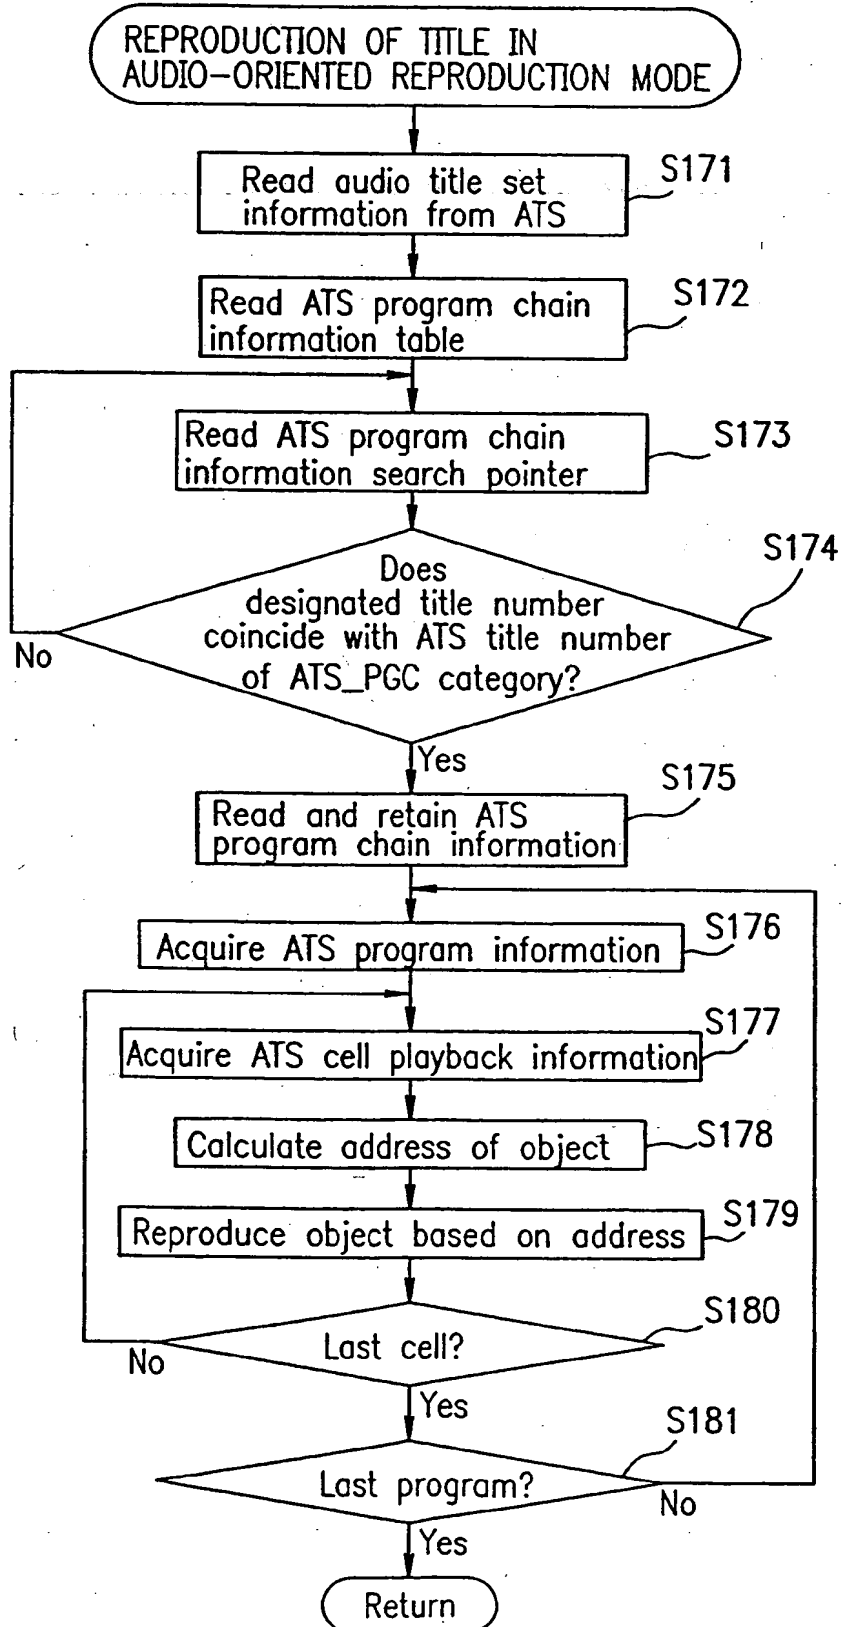 REPRODUCTION OF TITLE IN
AUDIO-ORIENTED REPRODUCTION MODE
S171
Read audio title set
information from ATS
S172
Read ATS program chain
information table
S173
Read ATS program chain
information search pointer
S174
Does
designated title number
coincide with ATS title number
of ATS_PGC category?
No
Yes
S175
Read and retain ATS
program chain information
S176
Acquire ATS program information
S177
Acquire ATS cell playback information
S178
Calculate address of object
S179
Reproduce object based on address
S180
Last cell?
No
Yes
S181
Last program?
No
Yes
Return